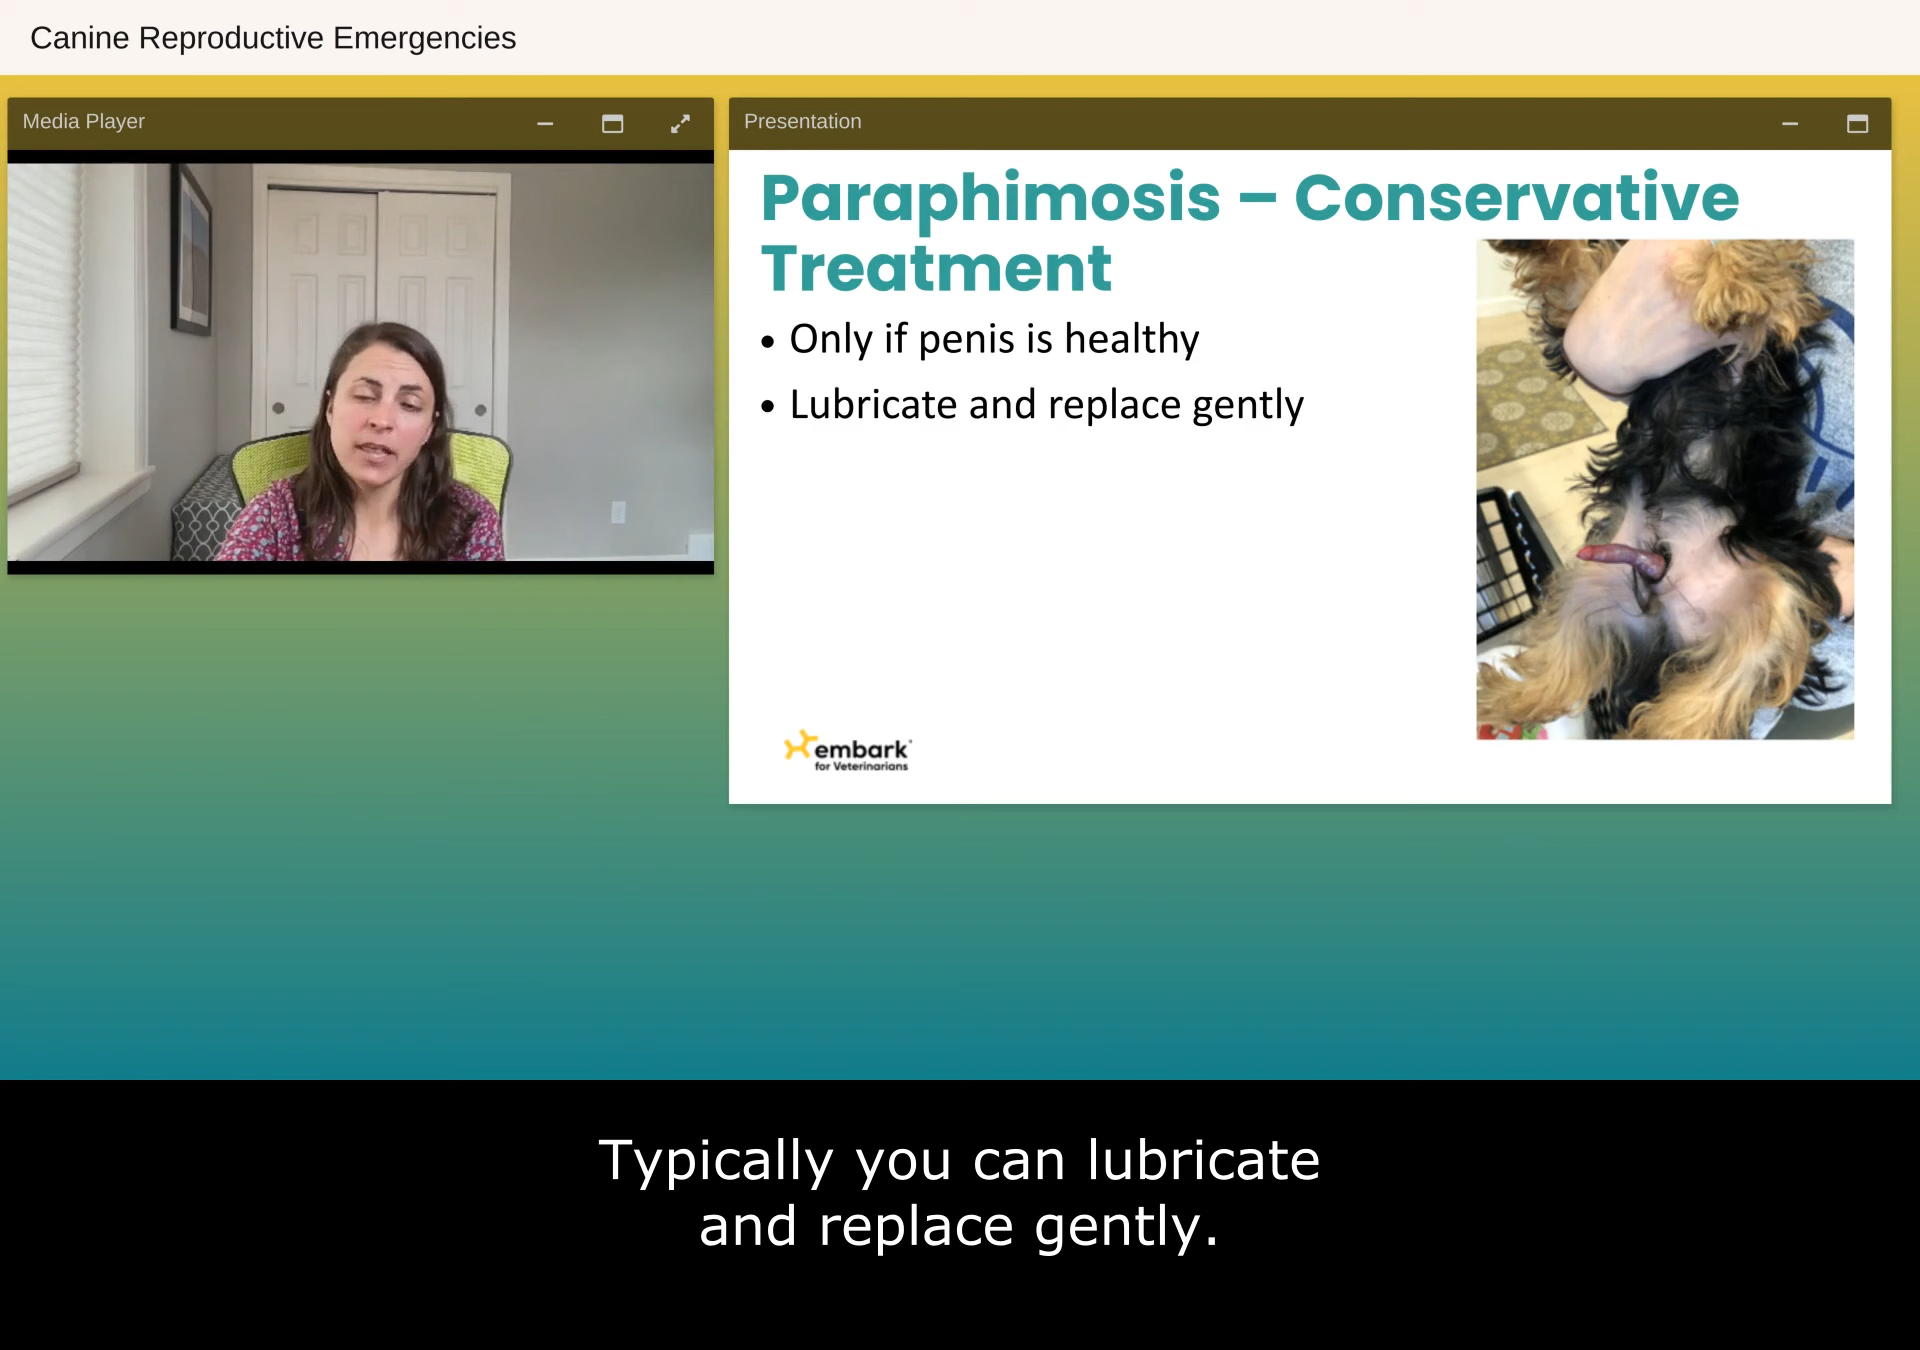 Canine Reproductive Emergencies
Media Player
Presentation
Paraphimosis – Conservative
Treatment
• Only if penis is healthy
• Lubricate and replace gently
embark
for Veterinarians
Typically you can lubricate
and replace gently.